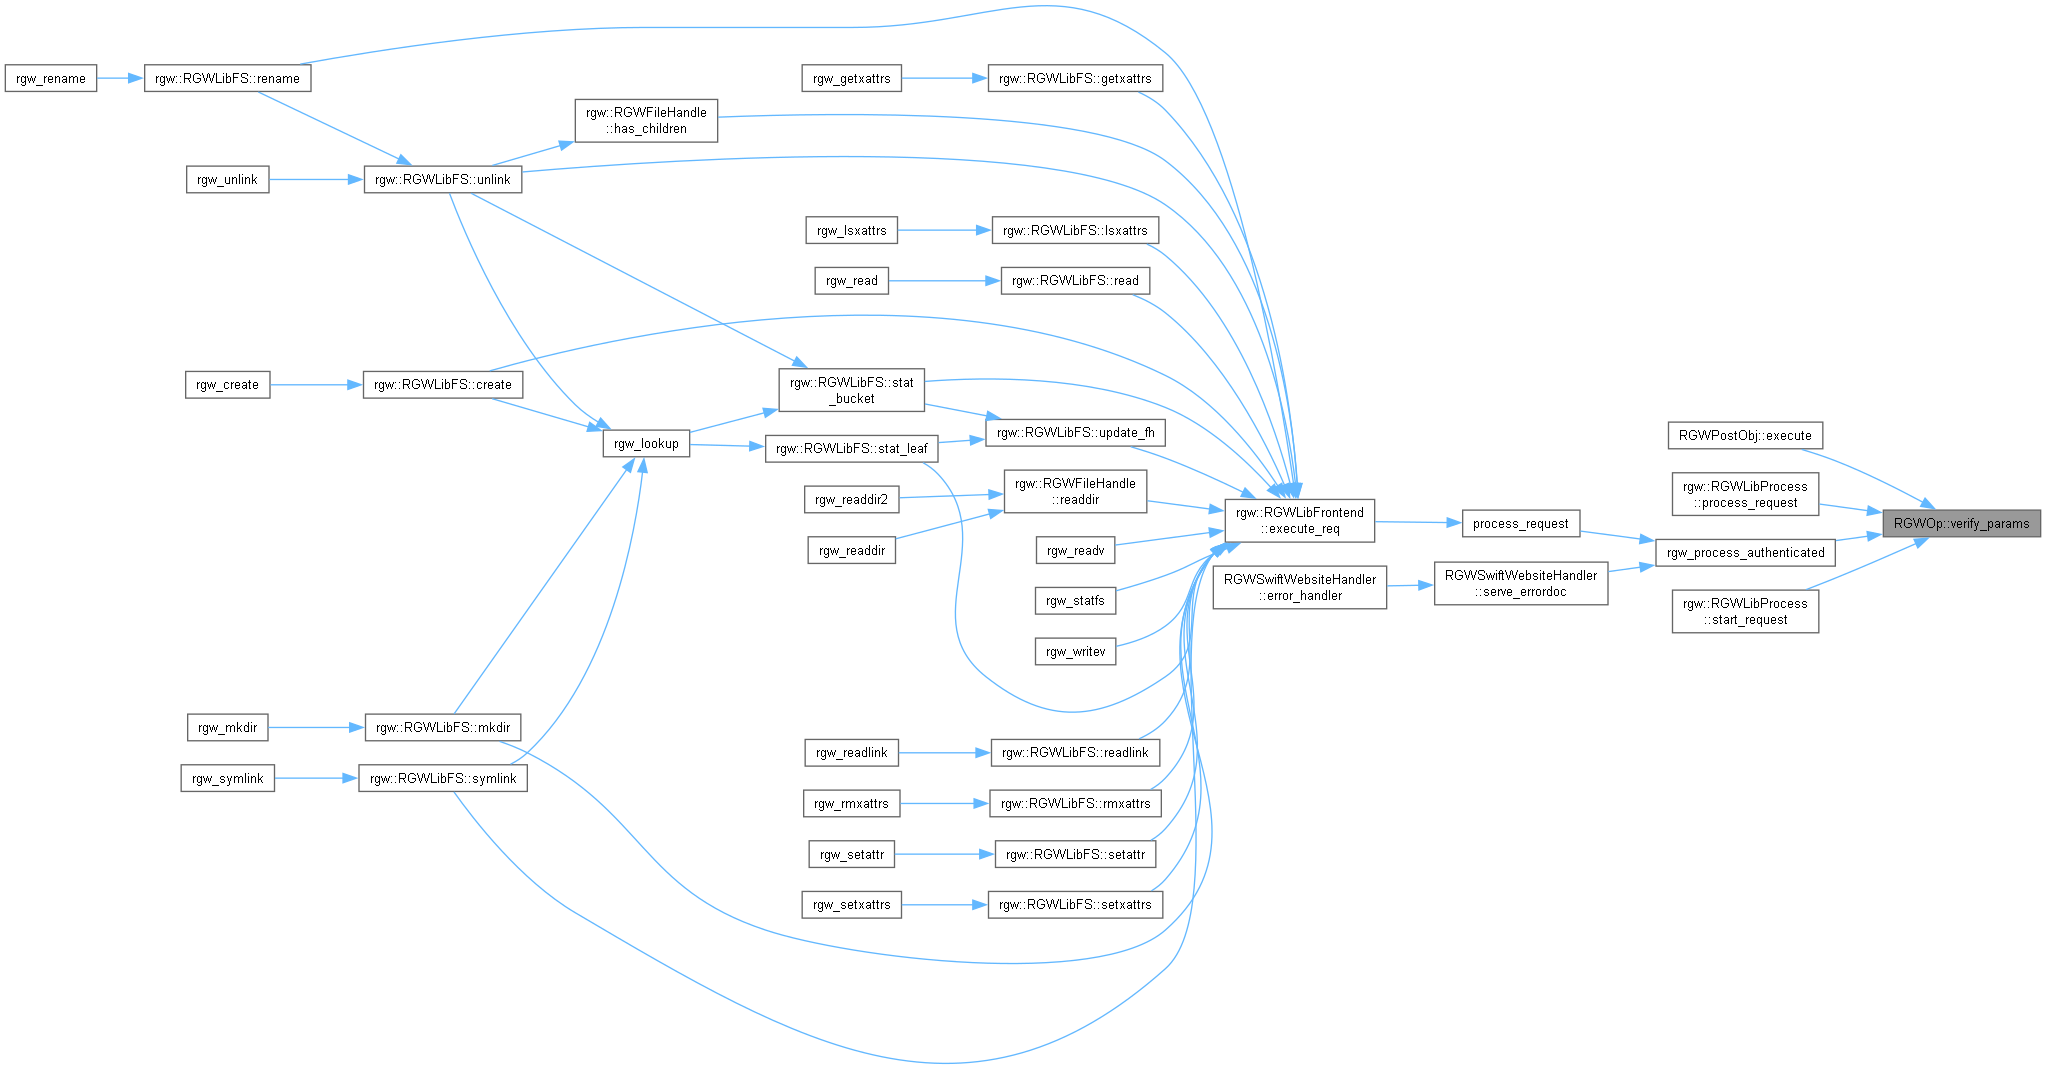 rgw_rename
rgw::RGWLibFS::rename
rgw_getxattrs
rgw::RGWLibFS::getxattrs
rgw::RGWFileHandle
::has_children
rgw_unlink
rgw::RGWLibFS::unlink
rgw_lsxattrs
rgw::RGWLibFS::lsxattrs
rgw_read
rgw::RGWLibFS::read
rgw_create
rgw::RGWLibFS::create
rgw::RGWLibFS::stat
_bucket
rgw_lookup
rgw::RGWLibFS::stat_leaf
rgw::RGWLibFS::update_fh
rgw_readdir2
rgw_readdir
rgw::RGWFileHandle
::readdir
rgw_readv
rgw_statfs
rgw_writev
rgw::RGWLibFrontend
::execute_req
RGWSwiftWebsiteHandler
::error_handler
process_request
RGWSwiftWebsiteHandler
::serve_errordoc
RGWPostObj::execute
rgw::RGWLibProcess
::process_request
rgw_process_authenticated
rgw::RGWLibProcess
::start_request
RGWOp::verify_params
rgw_mkdir
rgw::RGWLibFS::mkdir
rgw_symlink
rgw::RGWLibFS::symlink
rgw_readlink
rgw::RGWLibFS::readlink
rgw_rmxattrs
rgw::RGWLibFS::rmxattrs
rgw_setattr
rgw::RGWLibFS::setattr
rgw_setxattrs
rgw::RGWLibFS::setxattrs